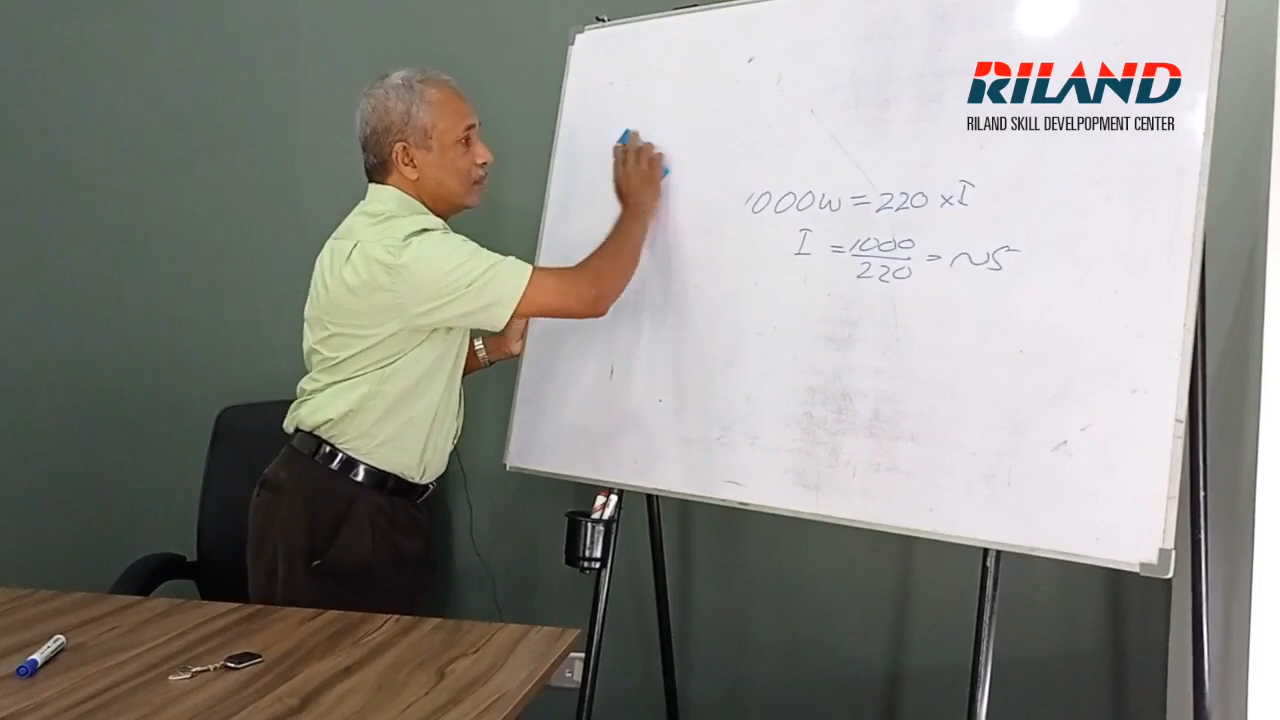 RILAND
RILAND SKILL DEVELPOPMENT CENTER
1000W = 220 × I
I = 1000/220 = ~5